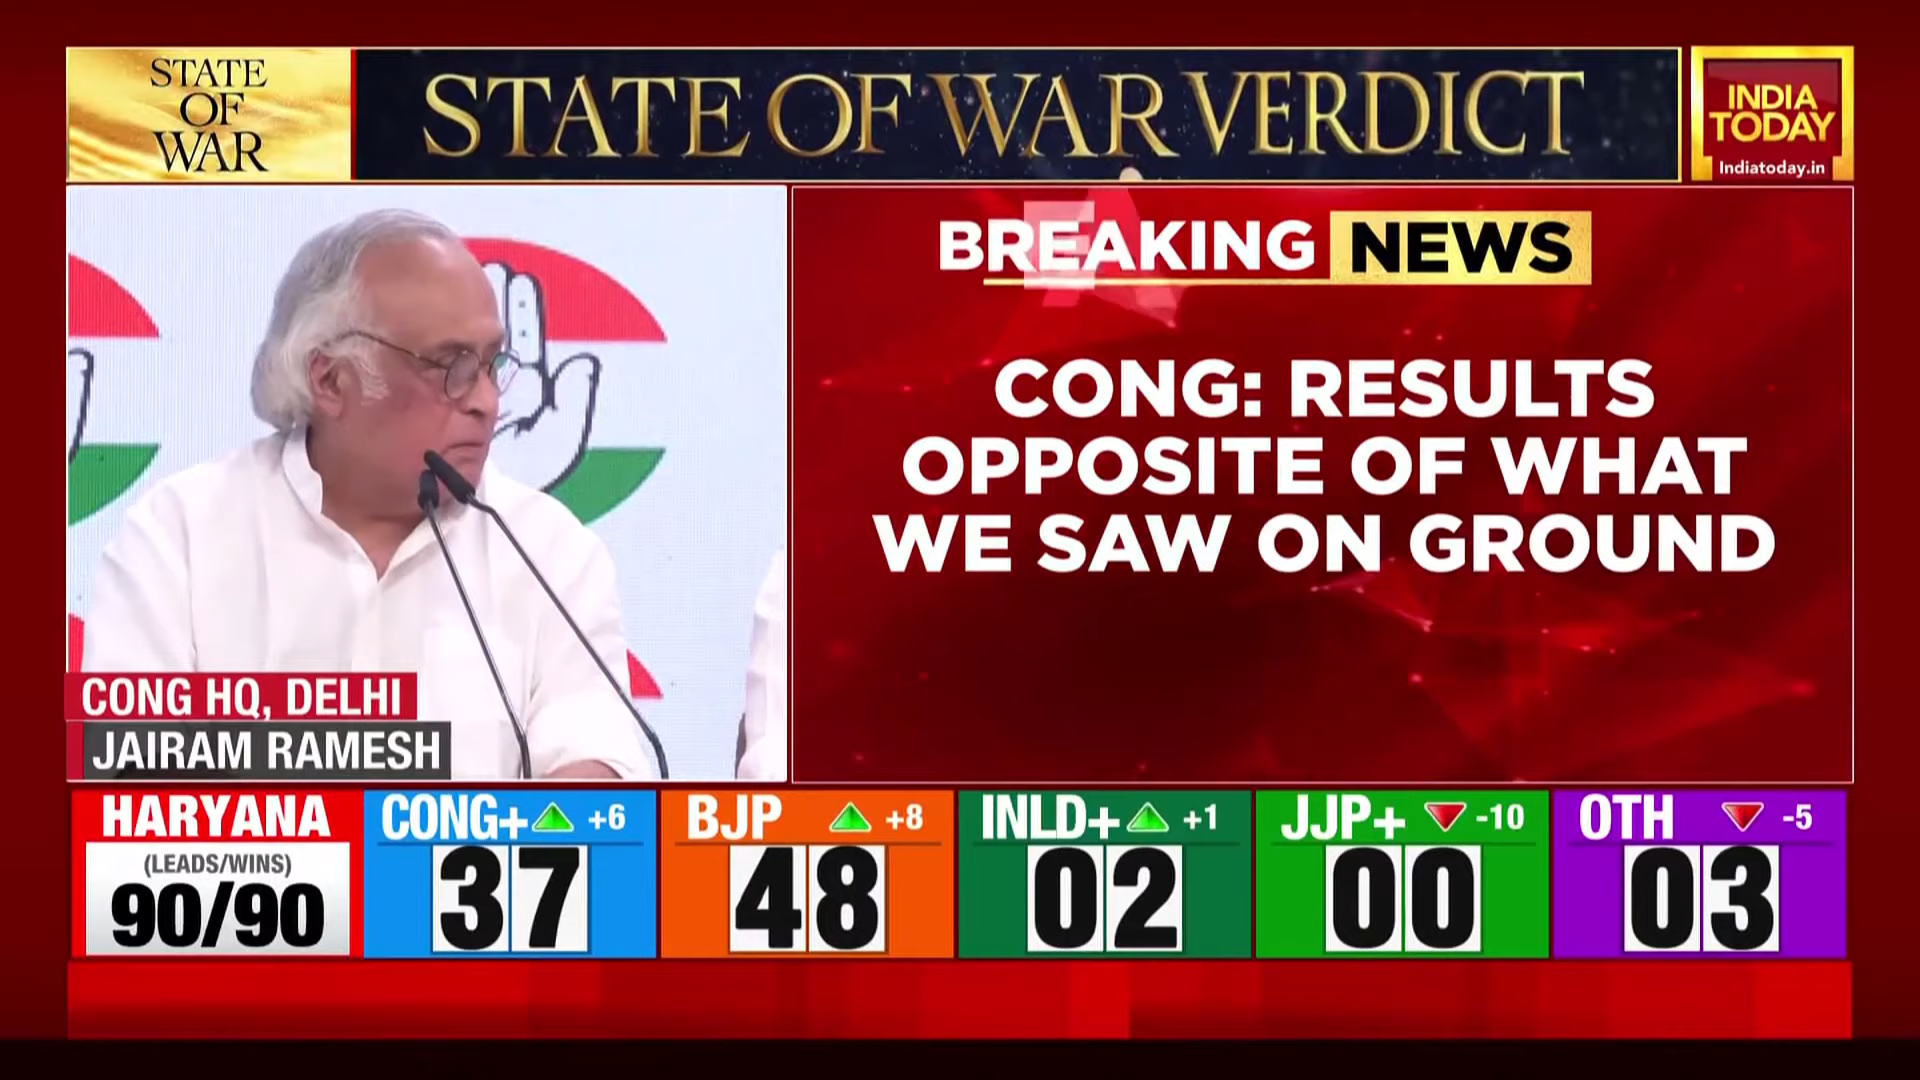 STATE
OF
WAR
STATE OF WAR VERDICT
INDIA
TODAY
Indiatoday.in
BREAKING NEWS
CONG: RESULTS
OPPOSITE OF WHAT
WE SAW ON GROUND
CONG HQ, DELHI
JAIRAM RAMESH
HARYANA
(LEADS/WINS)
90/90
CONG+ +6
37
BJP +8
48
INLD+ +1
02
JJP+ -10
00
OTH -5
03